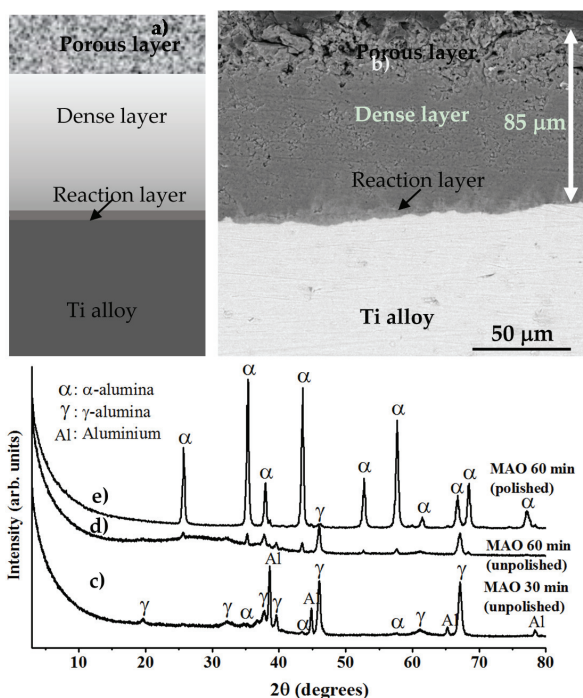 a)
Porous layer
Dense layer
Reaction layer
Ti alloy
Porous layer
b)
Dense layer
85 µm
Reaction layer
Ti alloy
50 µm
α: α-alumina
γ: γ-alumina
Al: Aluminium
α
α
α
α
α
α
α
α
α
α
MAO 60 min
(polished)
e)
γ
d)
MAO 60 min
(unpolished)
c)
MAO 30 min
(unpolished)
γ
γ
α
γ
Al
γ
α
A
γ
α
γ
A
γ
Al
Intensity (arb. units)
10 20 30 40 50 60 70 80
2θ (degrees)